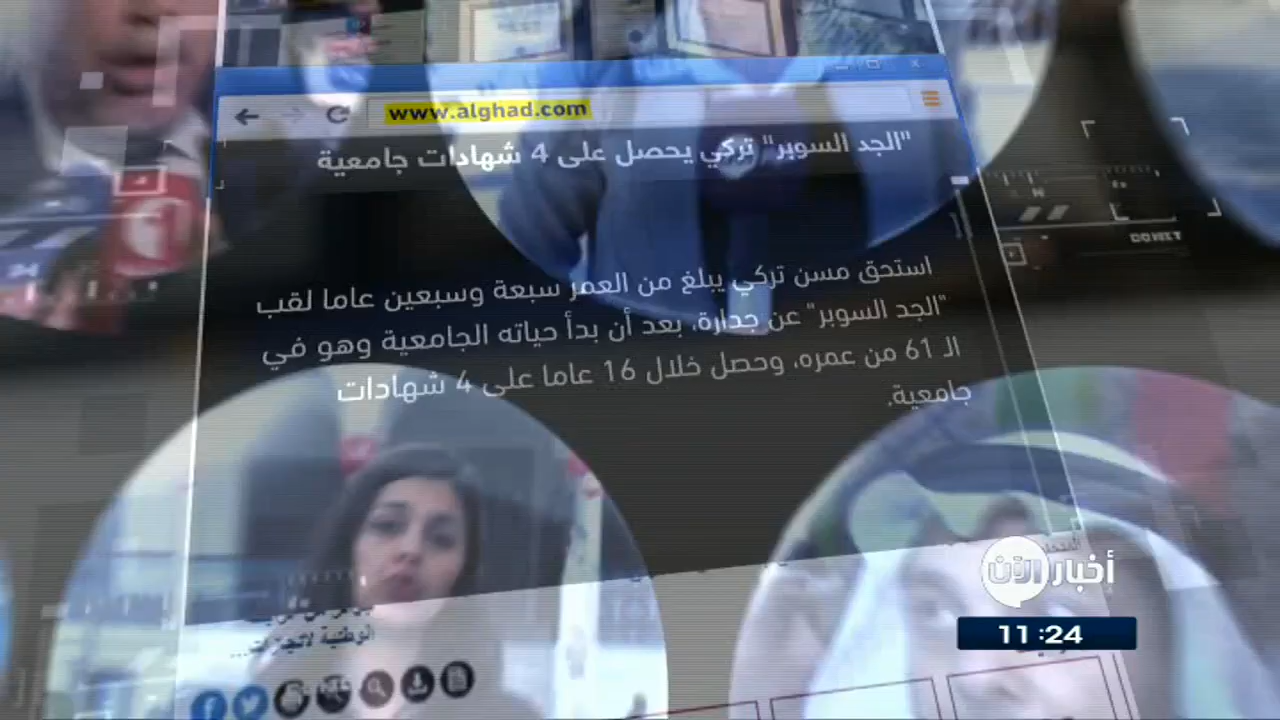 www.alghad.com
"الجد السوبر" تركي يحصل على 4 شهادات جامعية
استحق مسن تركي يبلغ من العمر سبعة وسبعين عاما لقب
"الجد السوبر" عن جدارة، بعد أن بدأ حياته الجامعية وهو في
الـ 61 من عمره، وحصل خلال 16 عاما على 4 شهادات
جامعية.
أخبار الآن
11:24